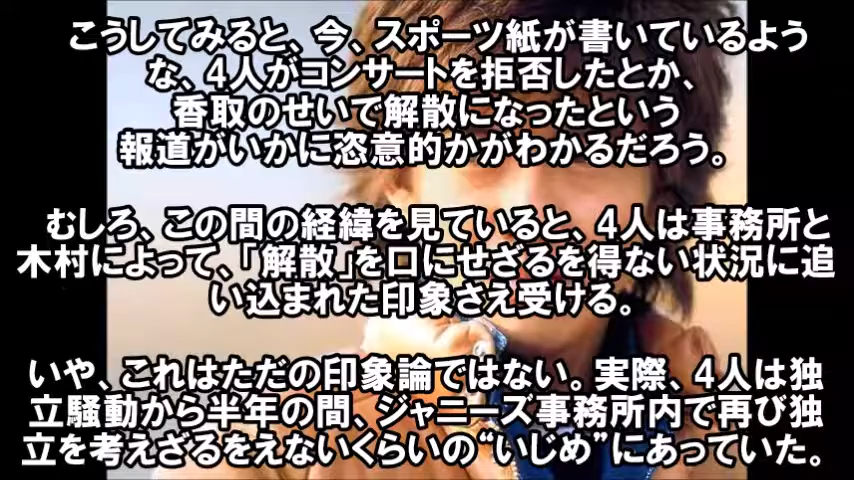 こうしてみると、今、スポーツ紙が書いているよう
な、4人がコンサートを拒否したとか、
香取のせいで解散になったという
報道がいかに恣意的かがわかるだろう。
むしろ、この間の経緯を見ていると、4人は事務所と
木村によって、「解散」を口にせざるを得ない状況に追
い込まれた印象さえ受ける。
いや、これはただの印象論ではない。実際、4人は独
立騒動から半年の間、ジャニーズ事務所内で再び独
立を考えざるをえないくらいの“いじめ”にあっていた。